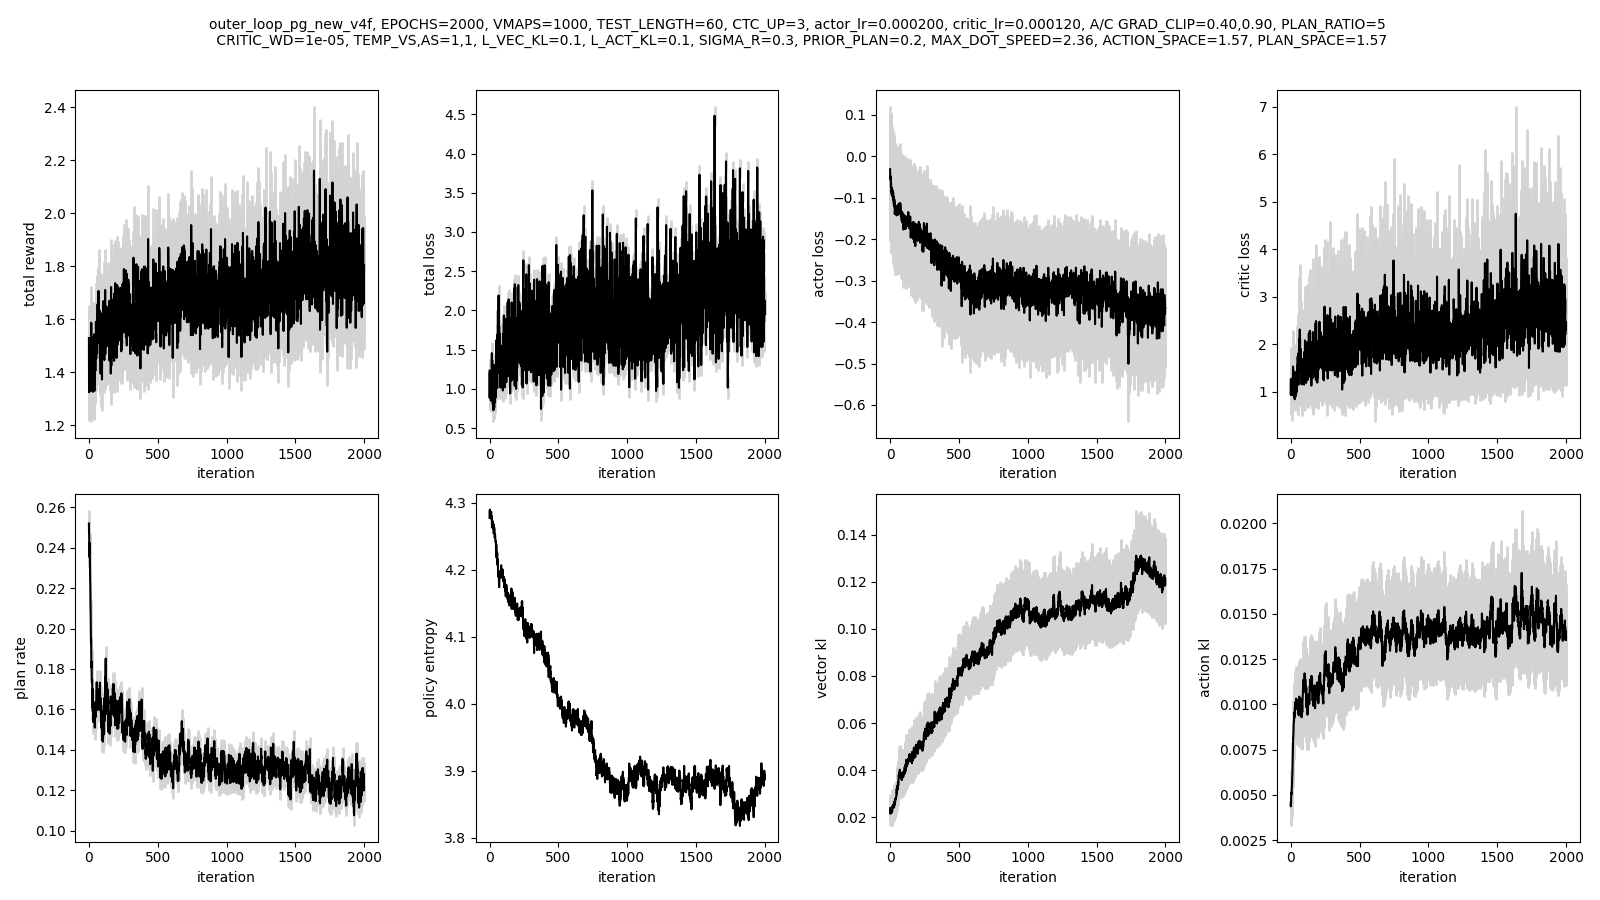 outer_loop_pg_new_v4f, EPOCHS=2000, VMAPS=1000, TEST_LENGTH=60, CTC_UP=3, actor_lr=0.000200, critic_lr=0.000120, A/C GRAD_CLIP=0.40,0.90, PLAN_RATIO=5
CRITIC_WD=1e-05, TEMP_VS,AS=1,1, L_VEC_KL=0.1, L_ACT_KL=0.1, SIGMA_R=0.3, PRIOR_PLAN=0.2, MAX_DOT_SPEED=2.36, ACTION_SPACE=1.57, PLAN_SPACE=1.57
total reward
2.4
2.2
2.0
1.8
1.6
1.4
1.2
0 500 1000 1500 2000
iteration
total loss
4.5
4.0
3.5
3.0
2.5
2.0
1.5
1.0
0.5
0 500 1000 1500 2000
iteration
actor loss
0.1
0.0
−0.1
−0.2
−0.3
−0.4
−0.5
−0.6
0 500 1000 1500 2000
iteration
critic loss
7
6
5
4
3
2
1
0 500 1000 1500 2000
iteration
plan rate
0.26
0.24
0.22
0.20
0.18
0.16
0.14
0.12
0.10
0 500 1000 1500 2000
iteration
policy entropy
4.3
4.2
4.1
4.0
3.9
3.8
0 500 1000 1500 2000
iteration
vector kl
0.14
0.12
0.10
0.08
0.06
0.04
0.02
0 500 1000 1500 2000
iteration
action kl
0.0200
0.0175
0.0150
0.0125
0.0100
0.0075
0.0050
0.0025
0 500 1000 1500 2000
iteration